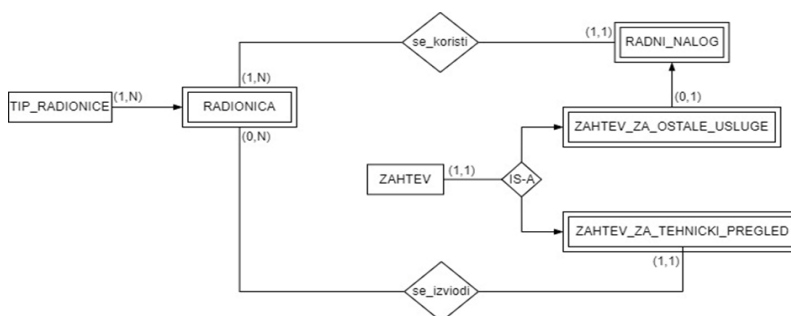 se_koristi
(1,1)
RADNI_NALOG
(1,N)
(1,N)
TIP_RADIONICE
RADIONICA
(0,1)
(0,N)
ZAHTEV_ZA_OSTALE_USLUGE
ZAHTEV
(1,1)
IS-A
ZAHTEV_ZA_TEHNICKI_PREGLED
(1,1)
se_izviodi